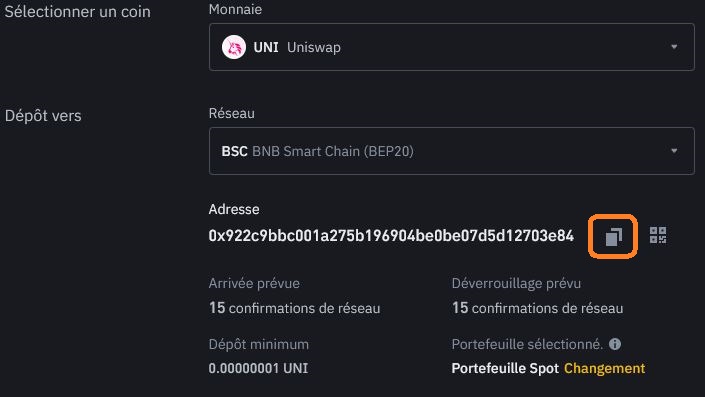 Sélectionner un coin
Monnaie
UNI Uniswap
Dépôt vers
Réseau
BSC BNB Smart Chain (BEP20)
Adresse
0x922c9bbc001a275b196904be0be07d5d12703e84
Arrivée prévue
Déverrouillage prévu
15 confirmations de réseau
15 confirmations de réseau
Dépôt minimum
Portefeuille sélectionné.
0.00000001 UNI
Portefeuille Spot Changement